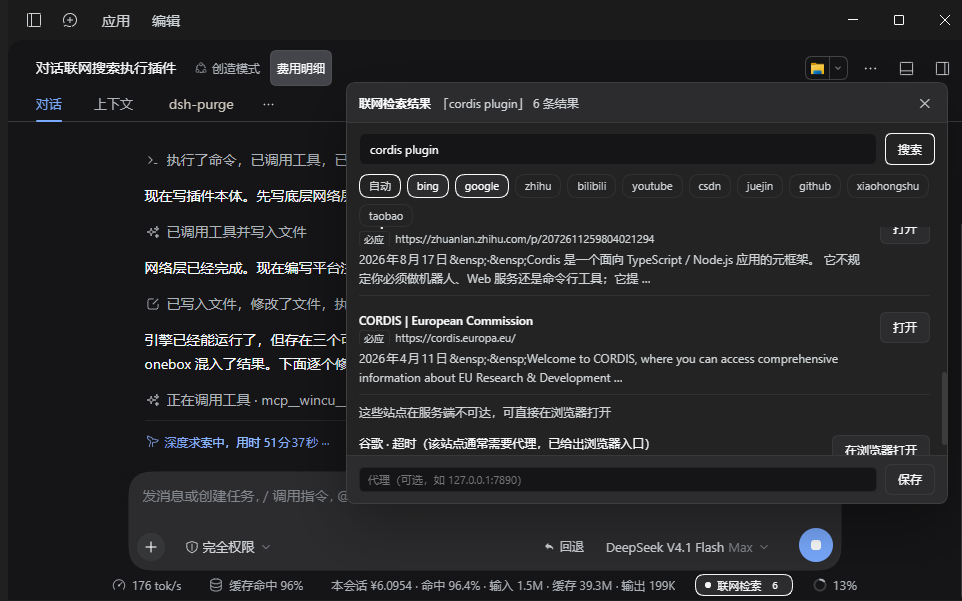 应用 编辑
对话联网搜索执行插件 创造模式 费用明细
对话 上下文 dsh-purge ···
执行了命令，已调用工具，已
现在写插件本体。先写底层网络层
已调用工具并写入文件
网络层已经完成。现在编写平台
已写入文件，修改了文件，执
引擎已经能运行了，但存在三个
onebox 混入了结果。下面逐个修
正在调用工具 · mcp__wincu__
深度求索中，用时 51分37秒 ···
联网检索结果 「cordis plugin」 6 条结果
cordis plugin 搜索
自动 bing google zhihu bilibili youtube csdn juejin github xiaohongshu
taobao
必应 https://zhuanlan.zhihu.com/p/2072611259804021294 打开
2026年8月17日&ensp;·&ensp;Cordis 是一个面向 TypeScript / Node.js 应用的元框架。 它不规
定你必须做机器人、Web 服务还是命令行工具；它提 ...
CORDIS | European Commission 打开
必应 https://cordis.europa.eu/
2026年4月11日&ensp;·&ensp;Welcome to CORDIS, where you can access comprehensive
information about EU Research & Development ...
这些站点在服务端不可达，可直接在浏览器打开
谷歌 · 超时（该站点通常需要代理，已给出浏览器入口） 在浏览器打开
代理（可选，如 127.0.0.1:7890） 保存
发消息或创建任务，/ 调用指令，@
完全权限 回退 DeepSeek V4.1 Flash Max
176 tok/s 缓存命中 96% 本会话 ¥6.0954 · 命中 96.4% · 输入 1.5M · 缓存 39.3M · 输出 199K 联网检索 6 13%